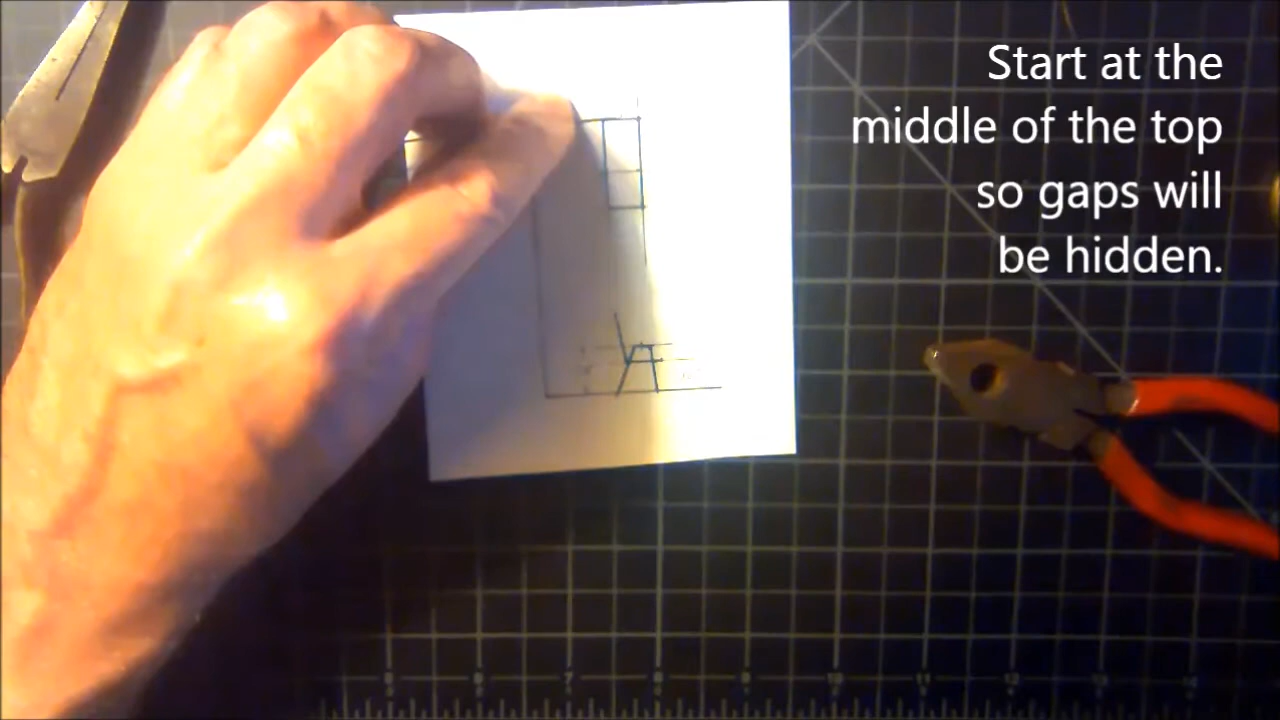 Start at the
middle of the top
so gaps will
be hidden.